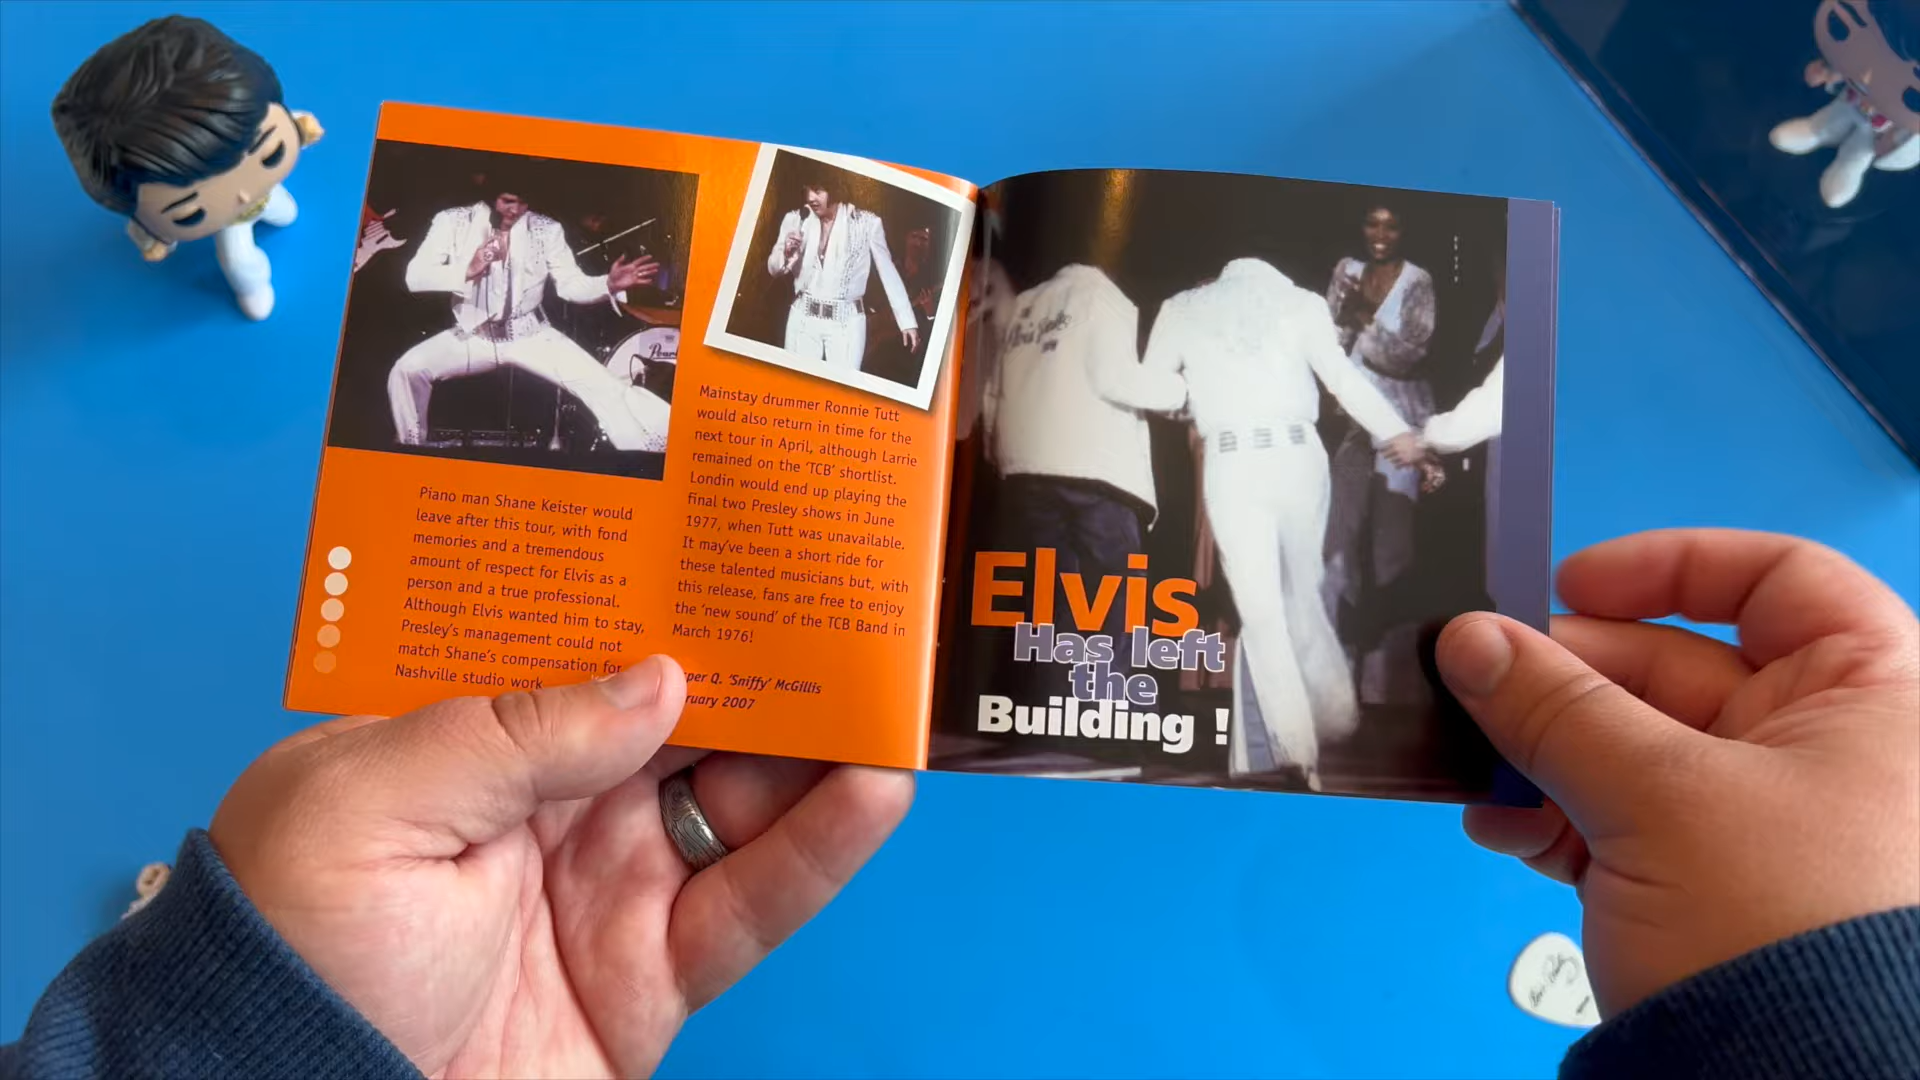 Piano man Shane Keister would
leave after this tour, with fond
memories and a tremendous
amount of respect for Elvis as a
person and a true professional.
Although Elvis wanted him to stay,
Presley's management could not
match Shane's compensation for
Nashville studio work
Mainstay drummer Ronnie Tutt
would also return in time for the
next tour in April, although Larrie
remained on the 'TCB' shortlist.
Londin would end up playing the
final two Presley shows in June
1977, when Tutt was unavailable.
It may've been a short ride for
these talented musicians but, with
this release, fans are free to enjoy
the 'new sound' of the TCB Band in
March 1976!
Q. 'Sniffy' McGillis
2007
Elvis
Has left
the
Building !